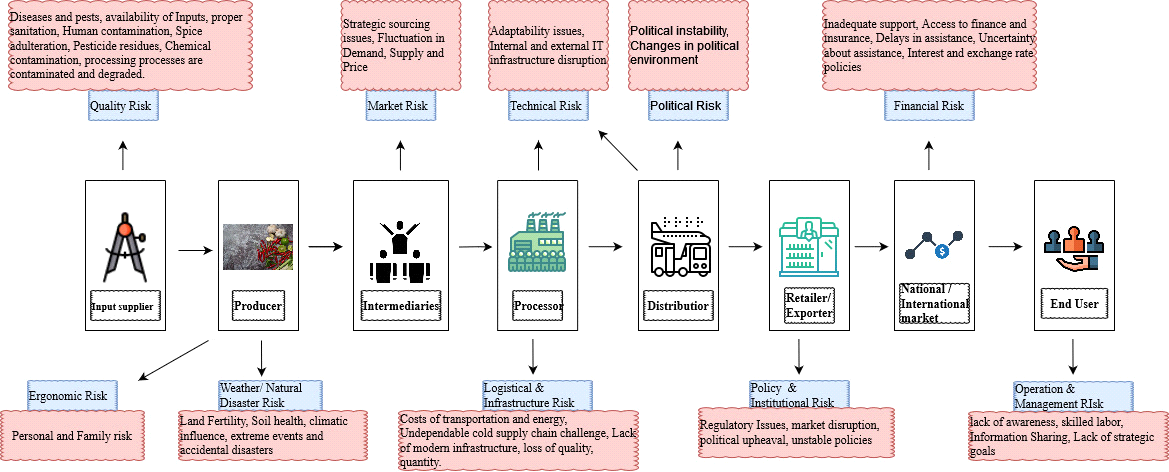 Diseases and pests, availability of Inputs, proper
sanitation, Human contamination, Spice
adulteration, Pesticide residues, Chemical
contamination, processing processes are
contaminated and degraded.
Quality Risk
Strategic sourcing
issues, Fluctuation in
Demand, Supply and
Price
Market Risk
Adaptability issues,
Internal and external IT
infrastructure disruption
Technical Risk
Political instability,
Changes in political
environment
Political Risk
Inadequate support, Access to finance and
insurance, Delays in assistance, Uncertainty
about assistance, Interest and exchange rate
policies
Financial Risk
Input supplier
Producer
Intermediaries
Processor
Distributior
Retailer/
Exporter
National /
International
market
$
End User
Ergonomic Risk
Personal and Family risk
Weather/ Natural
Disaster Risk
Land Fertility, Soil health, climatic
influence, extreme events and
accidental disasters
Logistical &
Infrastructure Risk
Costs of transportation and energy,
Undependable cold supply chain challenge, Lack
of modern infrastructure, loss of quality,
quantity.
Policy &
Institutional Risk
Regulatory Issues, market disruption,
political upheaval, unstable policies
Operation &
Management RIsk
lack of awareness, skilled labor,
Information Sharing, Lack of strategic
goals